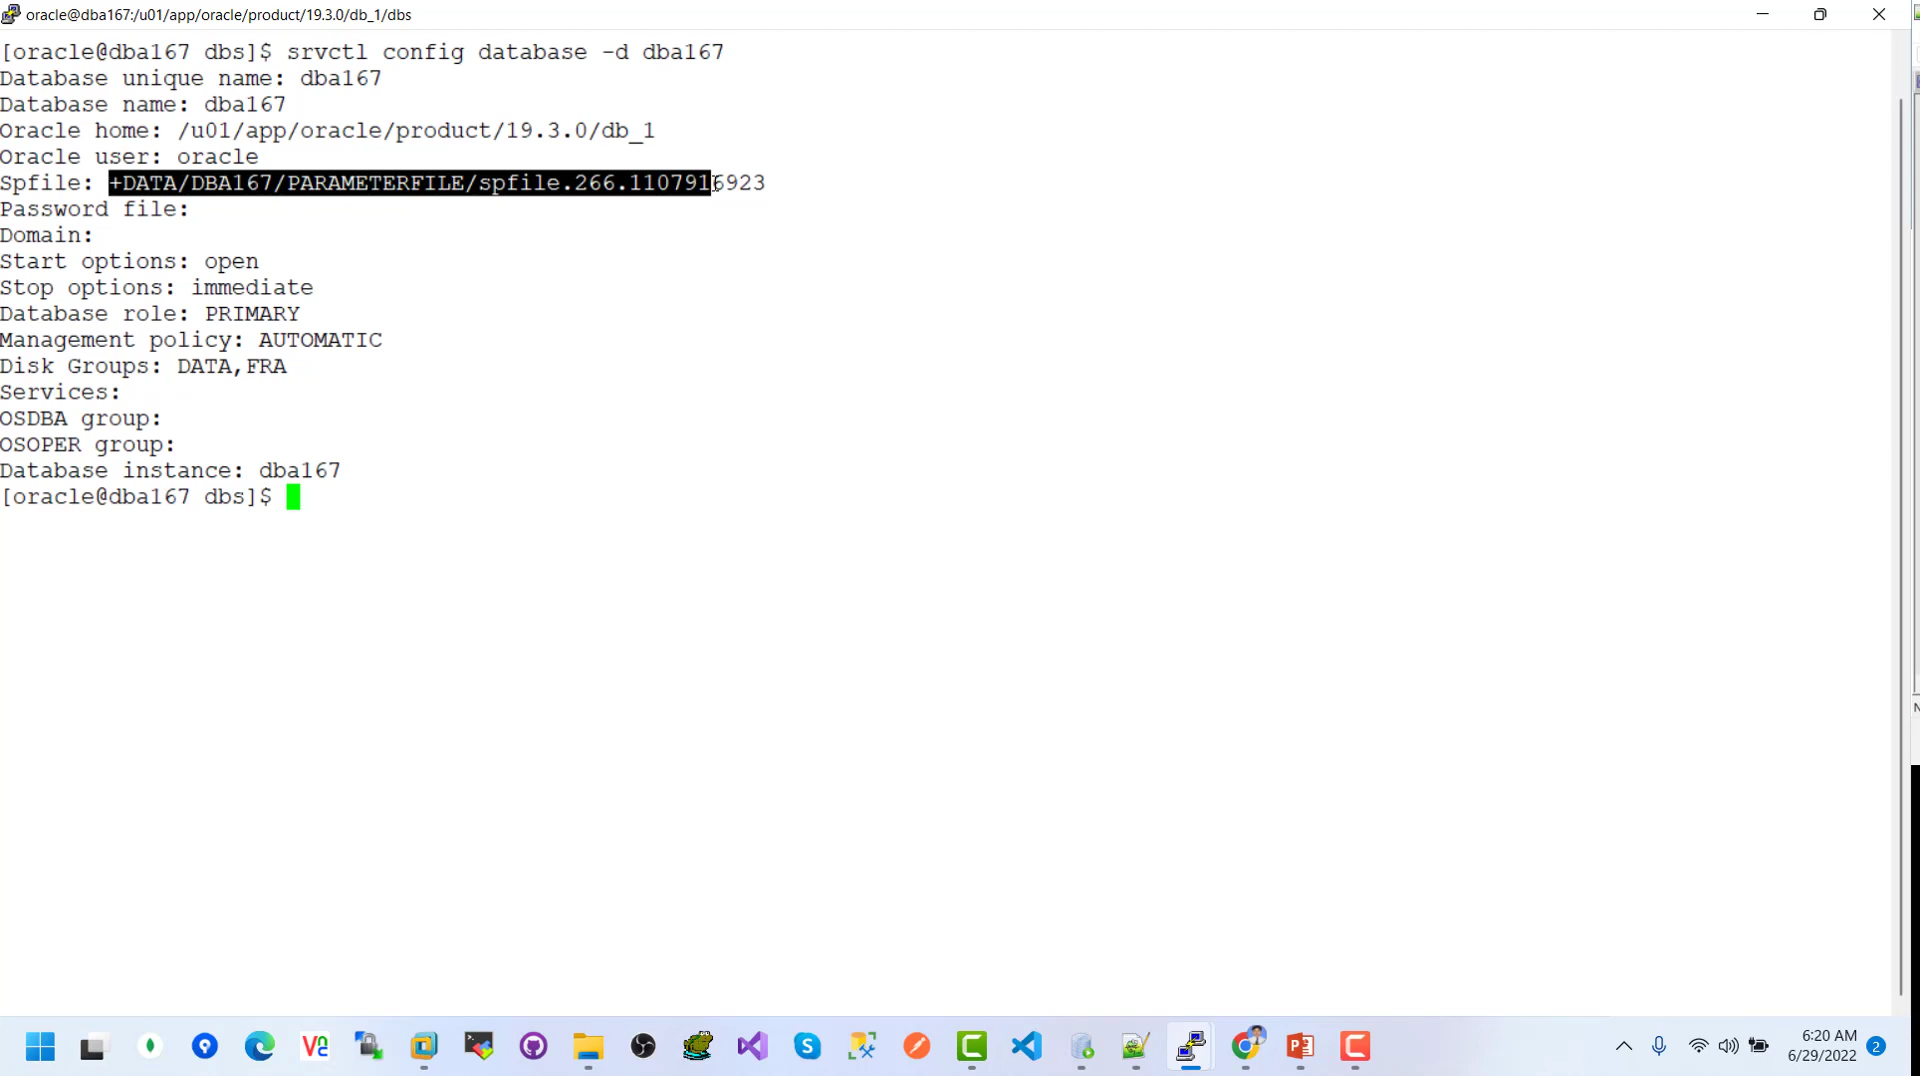 oracle@dba167:/u01/app/oracle/product/19.3.0/db_1/dbs
[oracle@dba167 dbs]$ srvctl config database -d dba167
Database unique name: dba167
Database name: dba167
Oracle home: /u01/app/oracle/product/19.3.0/db_1
Oracle user: oracle
Spfile: +DATA/DBA167/PARAMETERFILE/spfile.266.1107916923
Password file:
Domain:
Start options: open
Stop options: immediate
Database role: PRIMARY
Management policy: AUTOMATIC
Disk Groups: DATA,FRA
Services:
OSDBA group:
OSOPER group:
Database instance: dba167
[oracle@dba167 dbs]$
6:20 AM
6/29/2022
2